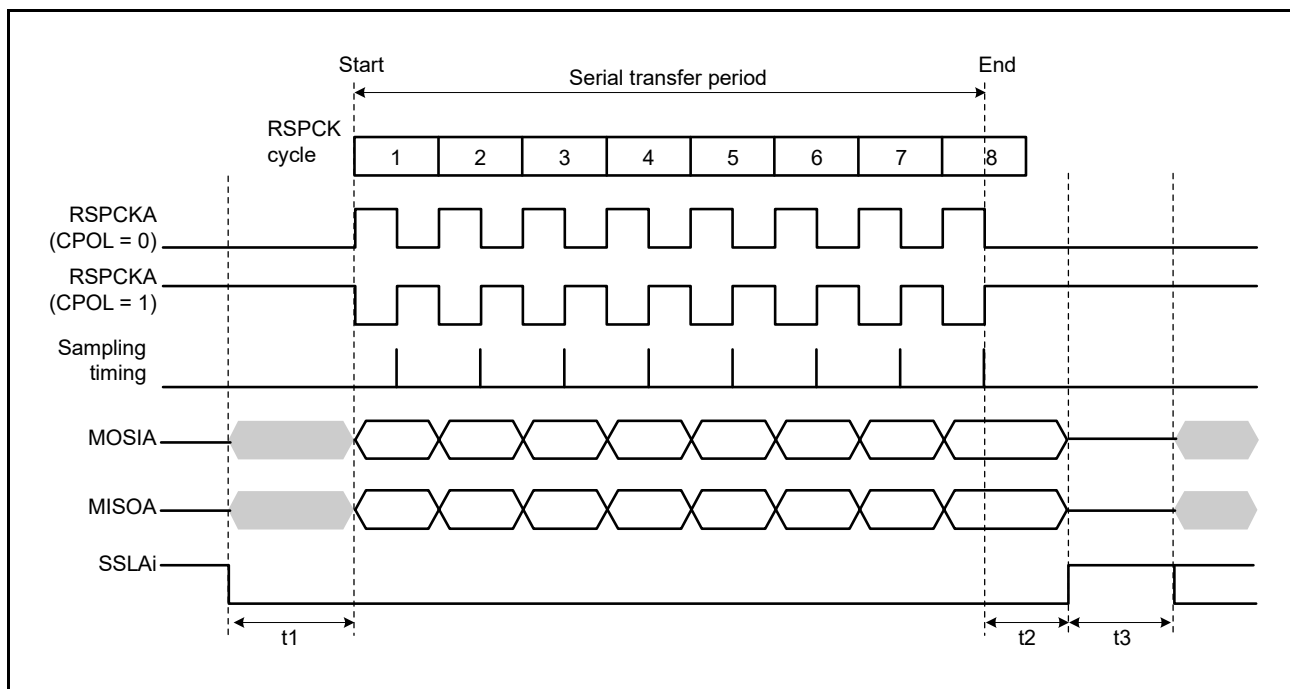 Start
Serial transfer period
End
RSPCK
cycle
1 2 3 4 5 6 7 8
RSPCKA
(CPOL = 0)
RSPCKA
(CPOL = 1)
Sampling
timing
MOSIA
MISOA
SSLAi
t1
t2
t3